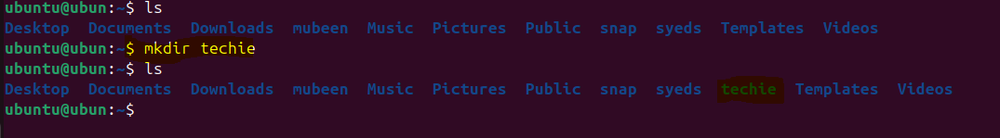 ubuntu@ubun:~$ ls
Desktop Documents Downloads mubeen Music Pictures Public snap syeds Templates Videos
ubuntu@ubun:~$ mkdir techie
ubuntu@ubun:~$ ls
Desktop Documents Downloads mubeen Music Pictures Public snap syeds techie Templates Videos
ubuntu@ubun:~$